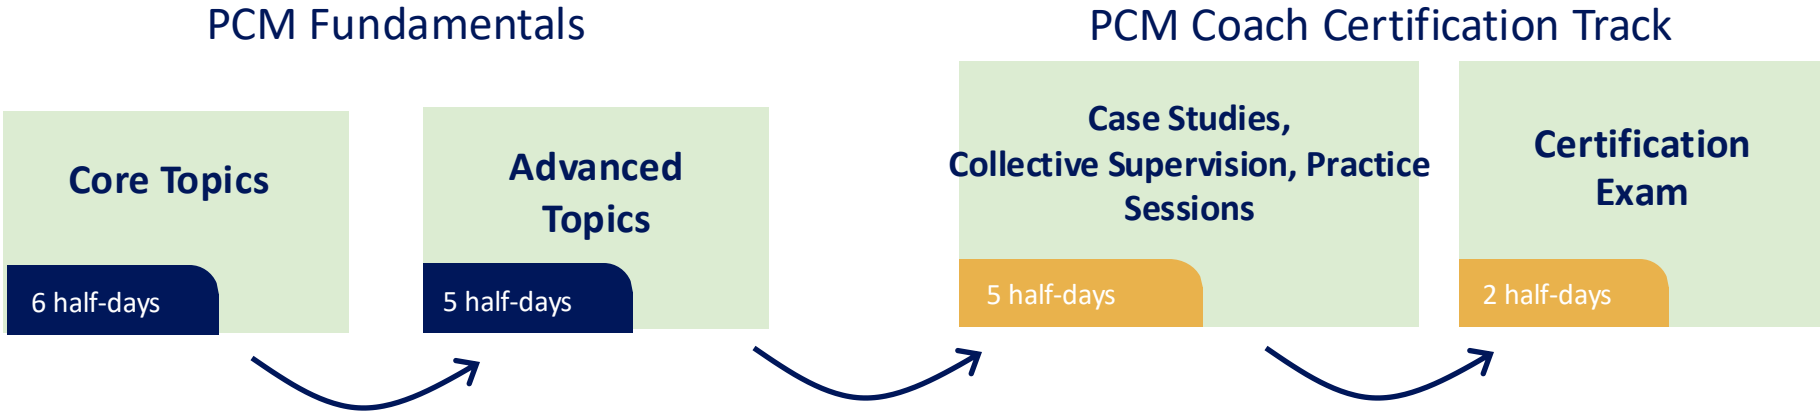 PCM Fundamentals
PCM Coach Certification Track
Core Topics
6 half-days
Advanced
Topics
5 half-days
Case Studies,
Collective Supervision, Practice
Sessions
5 half-days
Certification
Exam
2 half-days